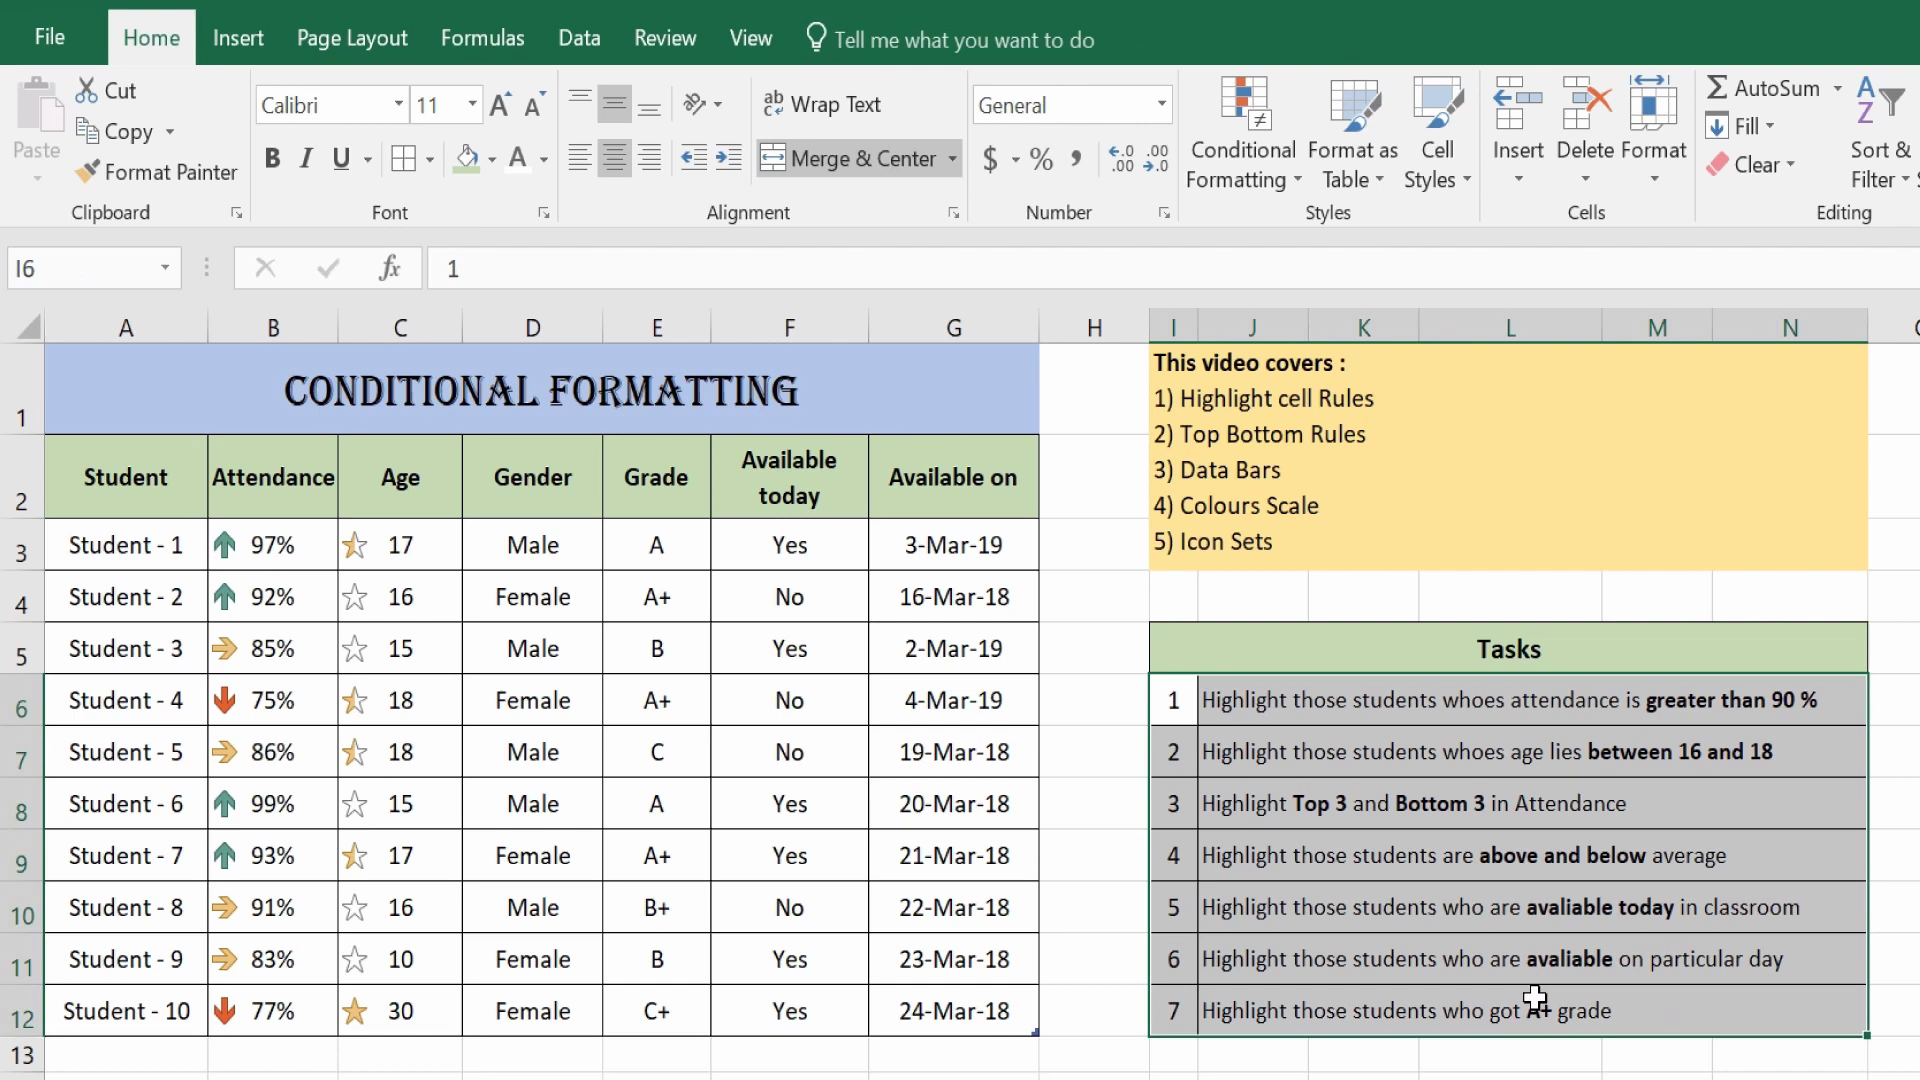 File Home Insert Page Layout Formulas Data Review View Tell me what you want to do
Paste Cut
Copy
Format Painter
Clipboard
Calibri 11
B I U A
Font
Wrap Text
Merge & Center
Alignment
General
$ % ,
Number
Conditional Formatting
Format as Table
Cell Styles
Styles
Insert Delete Format
Cells
AutoSum
Fill
Clear
Sort &
Filter
Editing
I6 fx 1
A B C D E F G H I J K L M N
1 CONDITIONAL FORMATTING
2 Student Attendance Age Gender Grade Available today Available on
3 Student - 1 97% 17 Male A Yes 3-Mar-19
4 Student - 2 92% 16 Female A+ No 16-Mar-18
5 Student - 3 85% 15 Male B Yes 2-Mar-19
6 Student - 4 75% 18 Female A+ No 4-Mar-19
7 Student - 5 86% 18 Male C No 19-Mar-18
8 Student - 6 99% 15 Male A Yes 20-Mar-18
9 Student - 7 93% 17 Female A+ Yes 21-Mar-18
10 Student - 8 91% 16 Male B+ No 22-Mar-18
11 Student - 9 83% 10 Female B Yes 23-Mar-18
12 Student - 10 77% 30 Female C+ Yes 24-Mar-18
13
This video covers :
1) Highlight cell Rules
2) Top Bottom Rules
3) Data Bars
4) Colours Scale
5) Icon Sets
Tasks
1 Highlight those students whoes attendance is greater than 90 %
2 Highlight those students whoes age lies between 16 and 18
3 Highlight Top 3 and Bottom 3 in Attendance
4 Highlight those students are above and below average
5 Highlight those students who are avaliable today in classroom
6 Highlight those students who are avaliable on particular day
7 Highlight those students who got A+ grade